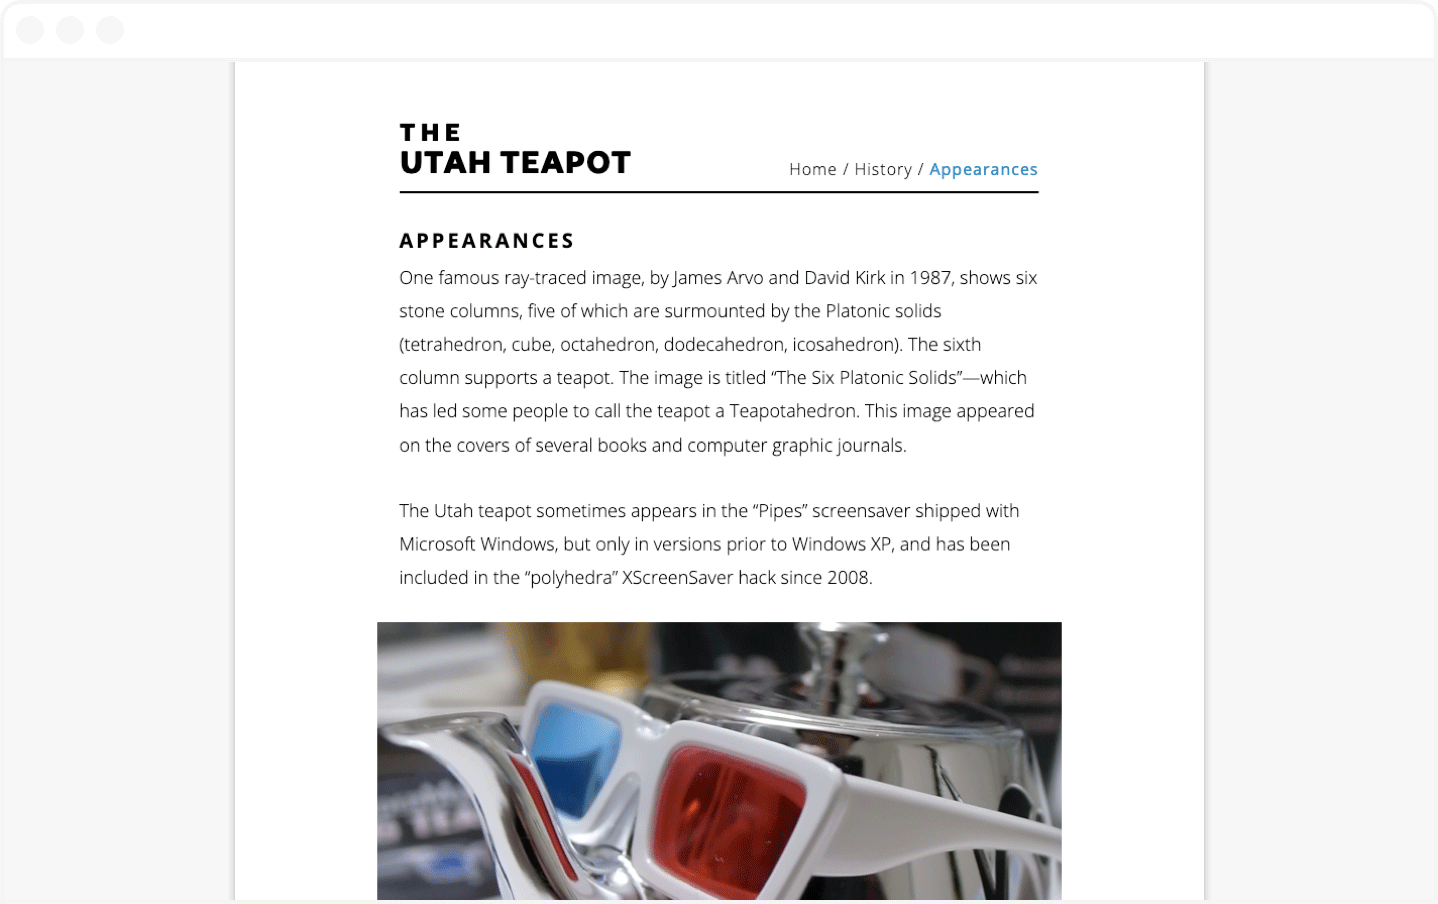 THE
UTAH TEAPOT
Home / History / Appearances
APPEARANCES
One famous ray-traced image, by James Arvo and David Kirk in 1987, shows six
stone columns, five of which are surmounted by the Platonic solids
(tetrahedron, cube, octahedron, dodecahedron, icosahedron). The sixth
column supports a teapot. The image is titled “The Six Platonic Solids”—which
has led some people to call the teapot a Teapotahedron. This image appeared
on the covers of several books and computer graphic journals.
The Utah teapot sometimes appears in the “Pipes” screensaver shipped with
Microsoft Windows, but only in versions prior to Windows XP, and has been
included in the “polyhedra” XScreenSaver hack since 2008.